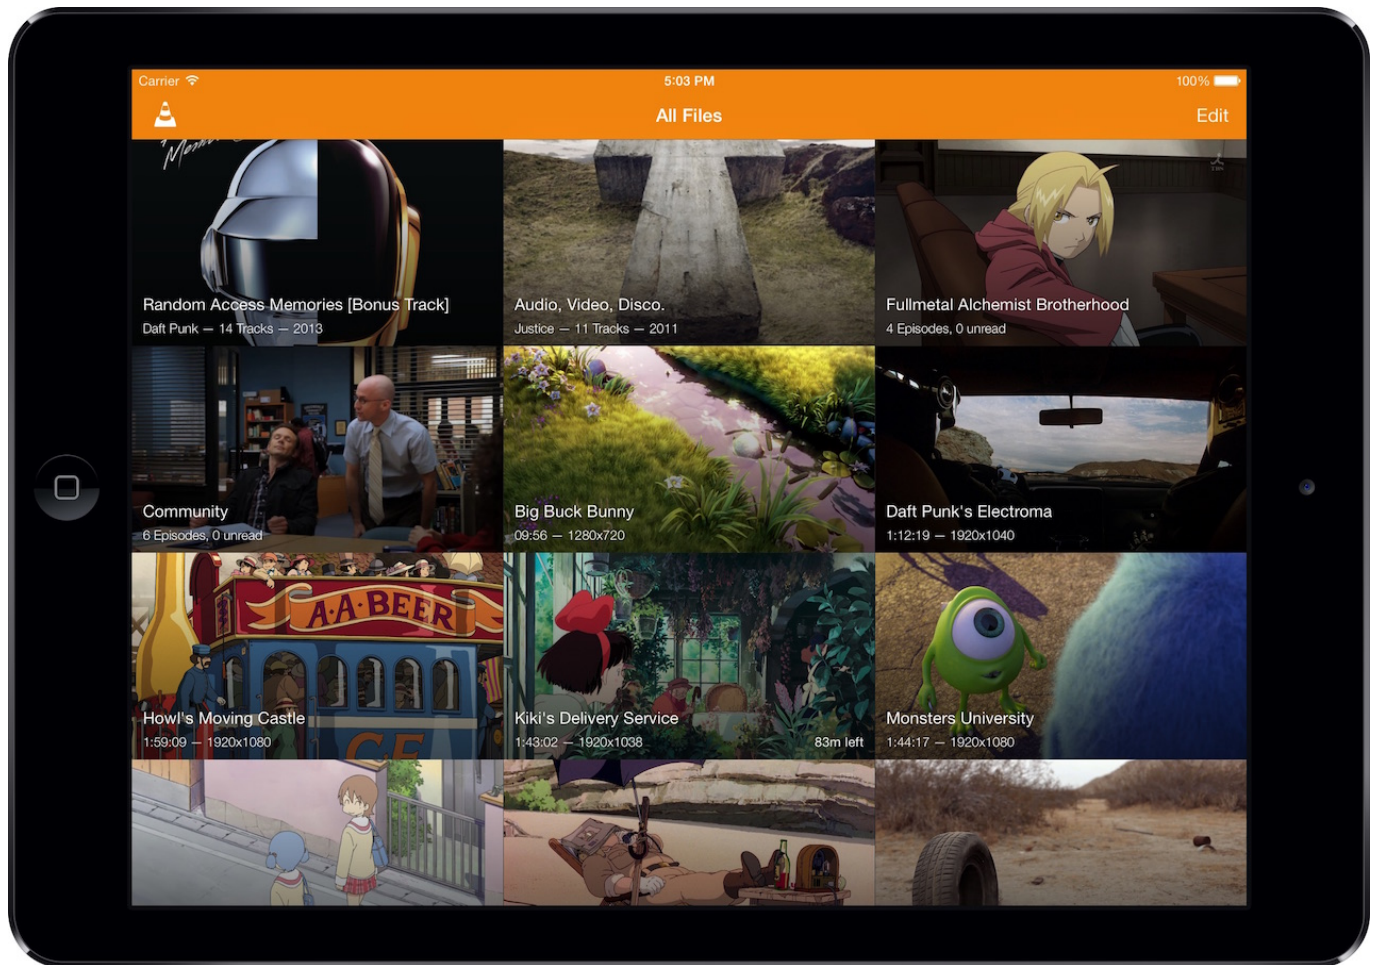 Carrier
5:03 PM
100%
All Files
Edit
Random Access Memories [Bonus Track]
Daft Punk — 14 Tracks — 2013
Audio, Video, Disco.
Justice — 11 Tracks — 2011
TBS
Fullmetal Alchemist Brotherhood
4 Episodes, 0 unread
Community
6 Episodes, 0 unread
Big Buck Bunny
09:56 — 1280x720
Daft Punk's Electroma
1:12:19 — 1920x1040
A·A·BEER
Howl's Moving Castle
1:59:09 — 1920x1080
Kiki's Delivery Service
1:43:02 — 1920x1038
83m left
Monsters University
1:44:17 — 1920x1080